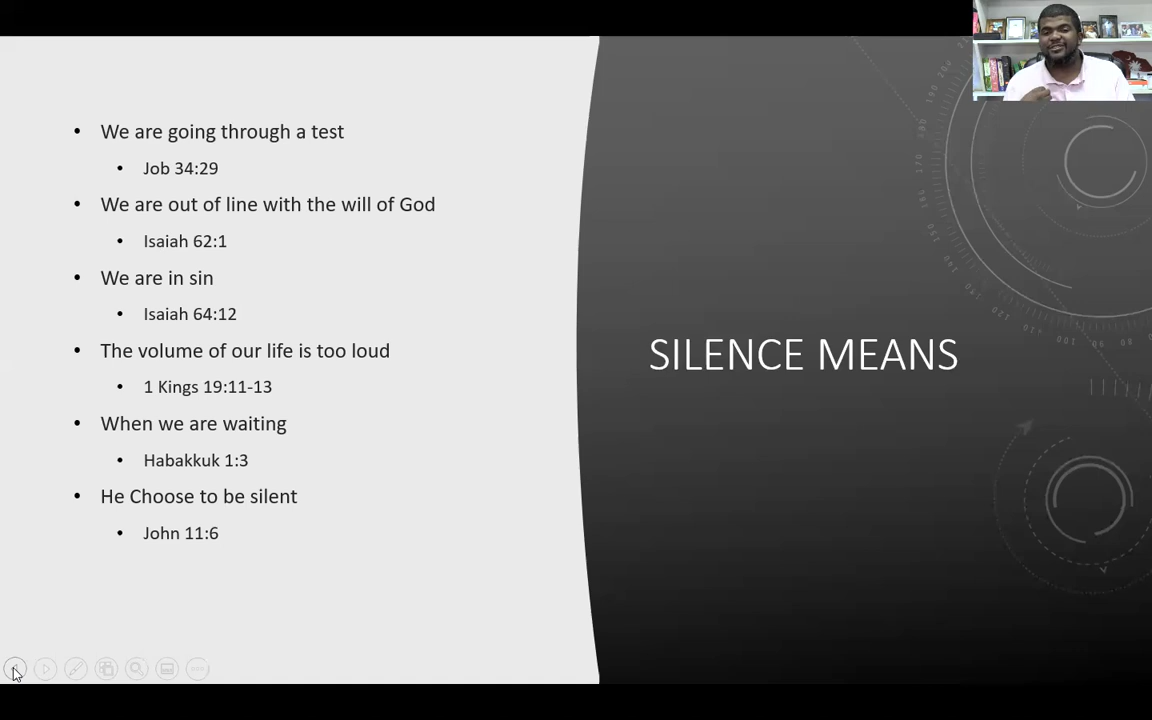 We are going through a test
Job 34:29
We are out of line with the will of God
Isaiah 62:1
We are in sin
Isaiah 64:12
The volume of our life is too loud
1 Kings 19:11-13
When we are waiting
Habakkuk 1:3
He Choose to be silent
John 11:6
SILENCE MEANS